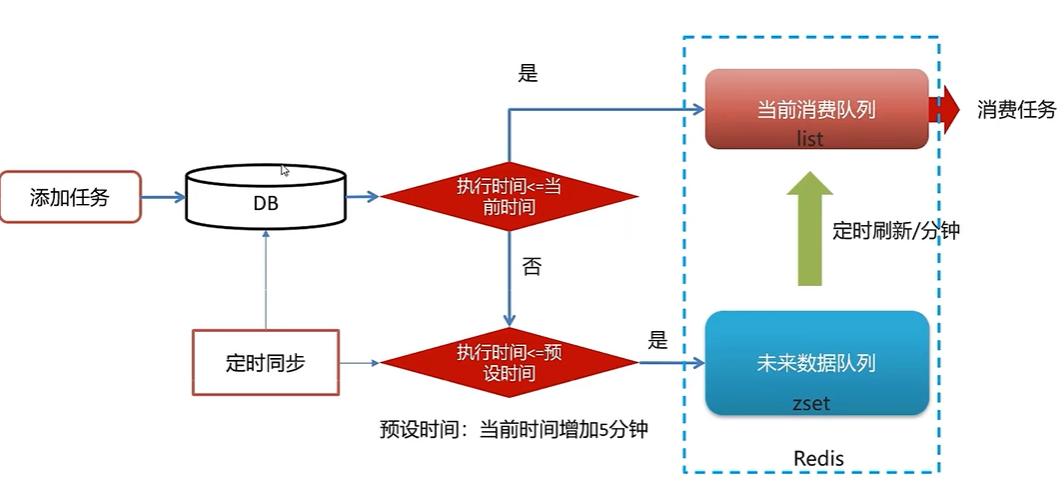 是
当前消费队列
list
消费任务
添加任务
DB
执行时间<=当
前时间
定时刷新/分钟
否
定时同步
执行时间<=预
设时间
是
未来数据队列
zset
预设时间：当前时间增加5分钟
Redis